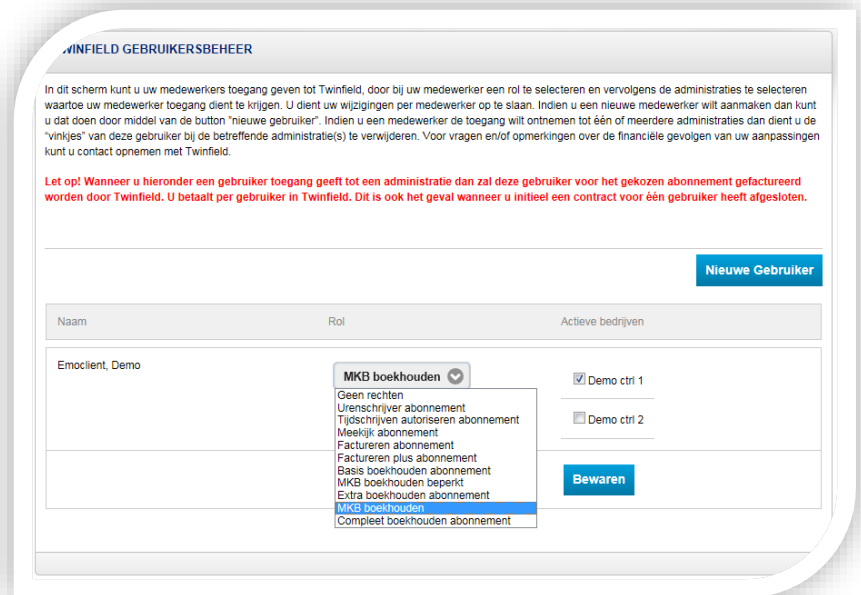 WINFIELD GEBRUIKERSBEHEER
In dit scherm kunt u uw medewerkers toegang geven tot Twinfield, door bij uw medewerker een rol te selecteren en vervolgens de administraties te selecteren
waartoe uw medewerker toegang dient te krijgen. U dient uw wijzigingen per medewerker op te slaan. Indien u een nieuwe medewerker wilt aanmaken dan kunt
u dat doen door middel van de button "nieuwe gebruiker". Indien u een medewerker de toegang wilt ontnemen tot één of meerdere administraties dan dient u de
"vinkjes" van deze gebruiker bij de betreffende administratie(s) te verwijderen. Voor vragen en/of opmerkingen over de financiële gevolgen van uw aanpassingen
kunt u contact opnemen met Twinfield.
Let op! Wanneer u hieronder een gebruiker toegang geeft tot een administratie dan zal deze gebruiker voor het gekozen abonnement gefactureerd
worden door Twinfield. U betaalt per gebruiker in Twinfield. Dit is ook het geval wanneer u initieel een contract voor één gebruiker heeft afgesloten.
Nieuwe Gebruiker
Naam Rol Actieve bedrijven
Emoclient, Demo
MKB boekhouden
Demo ctrl 1
Geen rechten
Urenschrijver abonnement
Tijdschrijven autoriseren abonnement
Demo ctrl 2
Meekijk abonnement
Factureren abonnement
Factureren plus abonnement
Basis boekhouden abonnement
MKB boekhouden beperkt
Bewaren
Extra boekhouden abonnement
MKB boekhouden
Compleet boekhouden abonnement